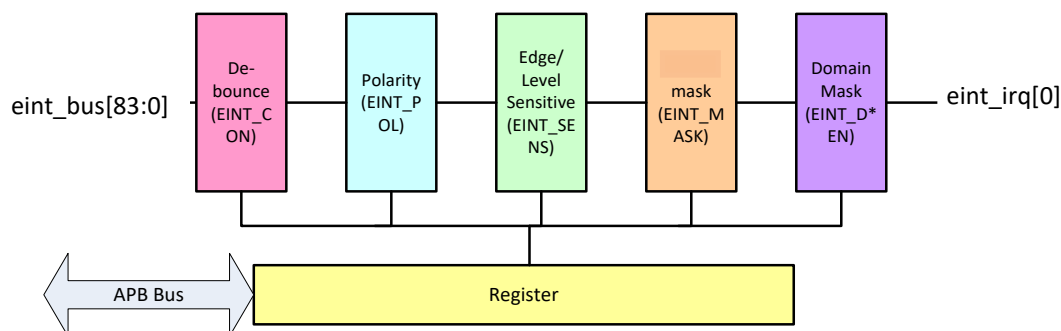 eint_bus[83:0]
De-
bounce
(EINT_C
ON)
Polarity
(EINT_P
OL)
Edge/
Level
Sensitive
(EINT_SE
NS)
mask
(EINT_M
ASK)
Domain
Mask
(EINT_D*
EN)
eint_irq[0]
APB Bus
Register